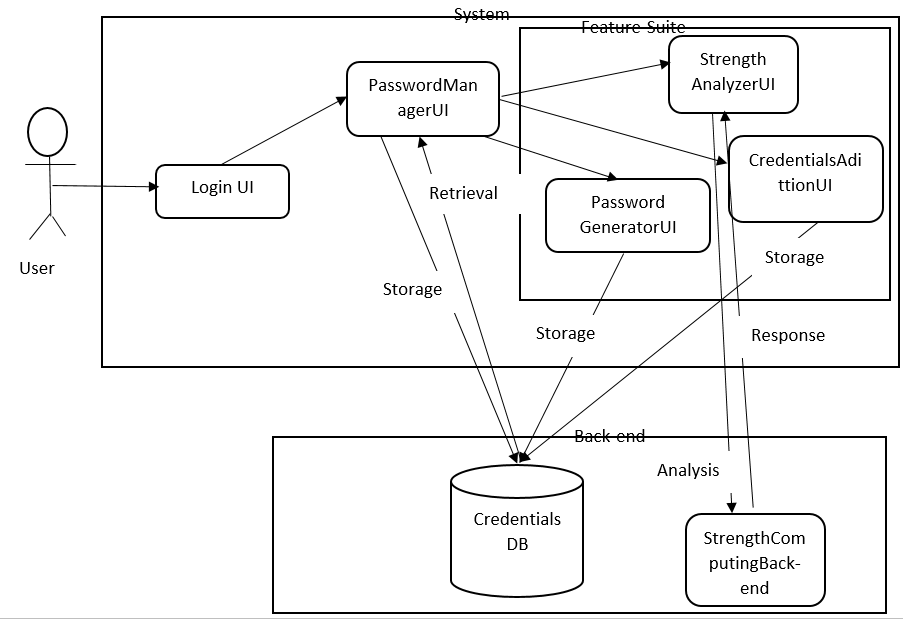 System
Feature Suite
Strength
AnalyzerUI
PasswordMan
agerUI
CredentialsAdi
ttionUI
Login UI
Retrieval
Password
GeneratorUI
User
Storage
Storage
Storage
Response
Back-end
Analysis
Credentials
DB
StrengthCom
putingBack-
end